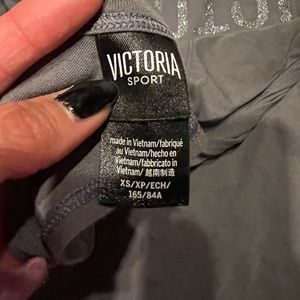 VICTORIA
SPORT
made in Vietnam/fabriqué
au Vietnam/hecho en
Vietnam/fabbricato in
Vietnam/ 越南制造
XS/XP/ECH/
165/84A